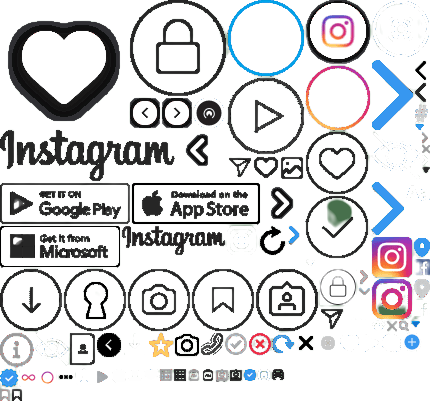 Instagram
GET IT ON
Google Play
Download on the
App Store
Get it from
Microsoft
Instagram